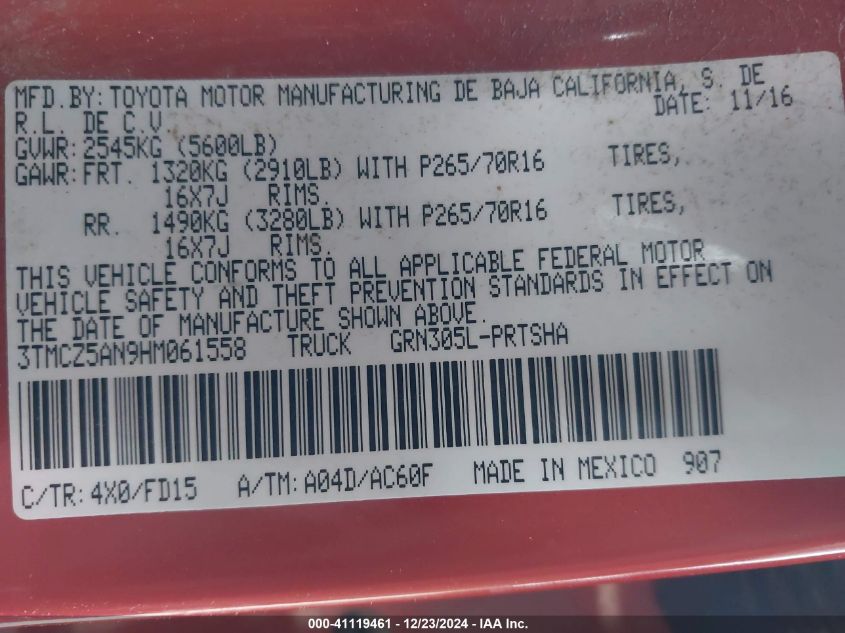 MFD.BY: TOYOTA MOTOR MANUFACTURING DE BAJA CALIFORNIA, S. DE
R.L. DE C.V. DATE: 11/16
GVWR: 2545KG (5600LB)
GAWR: FRT. 1320KG (2910LB) WITH P265/70R16 TIRES,
16X7J RIMS.
RR. 1490KG (3280LB) WITH P265/70R16 TIRES,
16X7J RIMS.
THIS VEHICLE CONFORMS TO ALL APPLICABLE FEDERAL MOTOR
VEHICLE SAFETY AND THEFT PREVENTION STANDARDS IN EFFECT ON
THE DATE OF MANUFACTURE SHOWN ABOVE.
3TMCZ5AN9HM061558 TRUCK GRN305L-PRTSHA
C/TR: 4X0/FD15 A/TM: A04D/AC60F MADE IN MEXICO 907
000-41119461 - 12/23/2024 - IAA Inc.